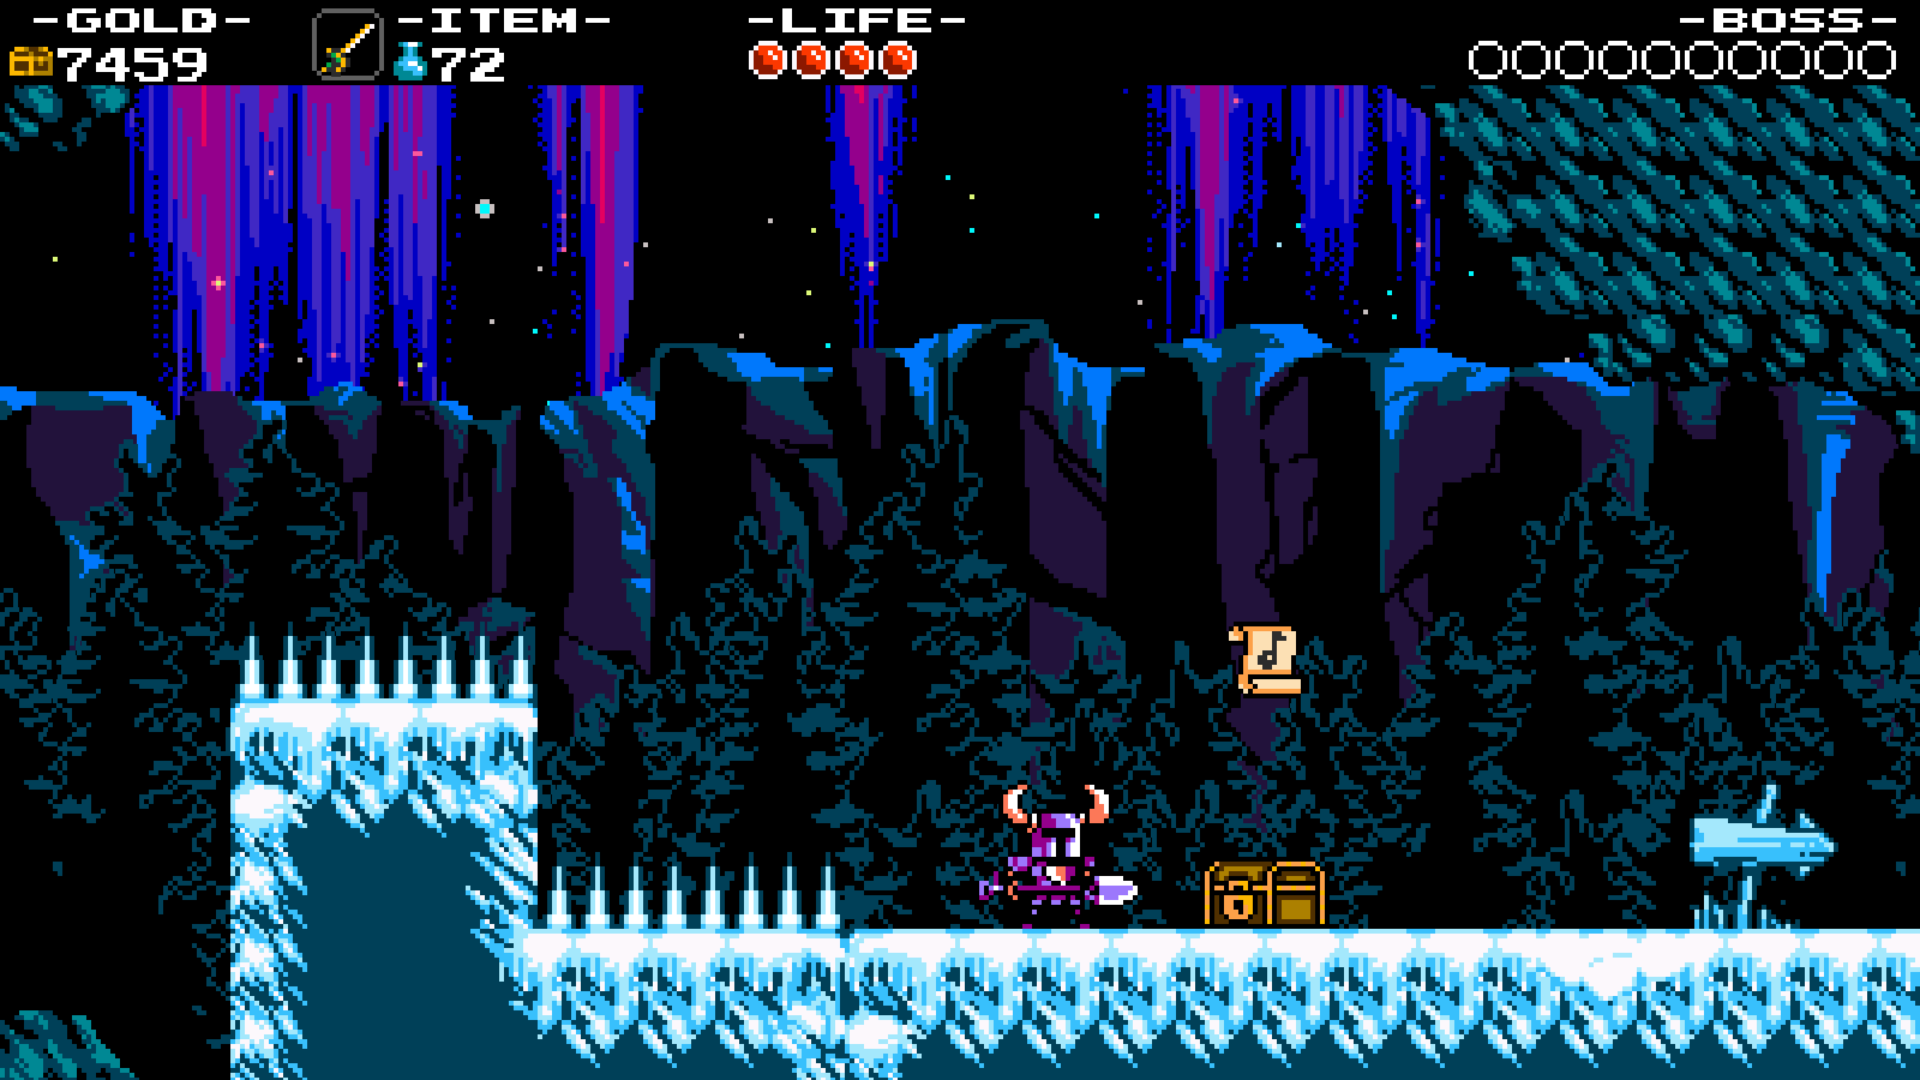 -GOLD-
7459
-ITEM-
72
-LIFE-
-BOSS-